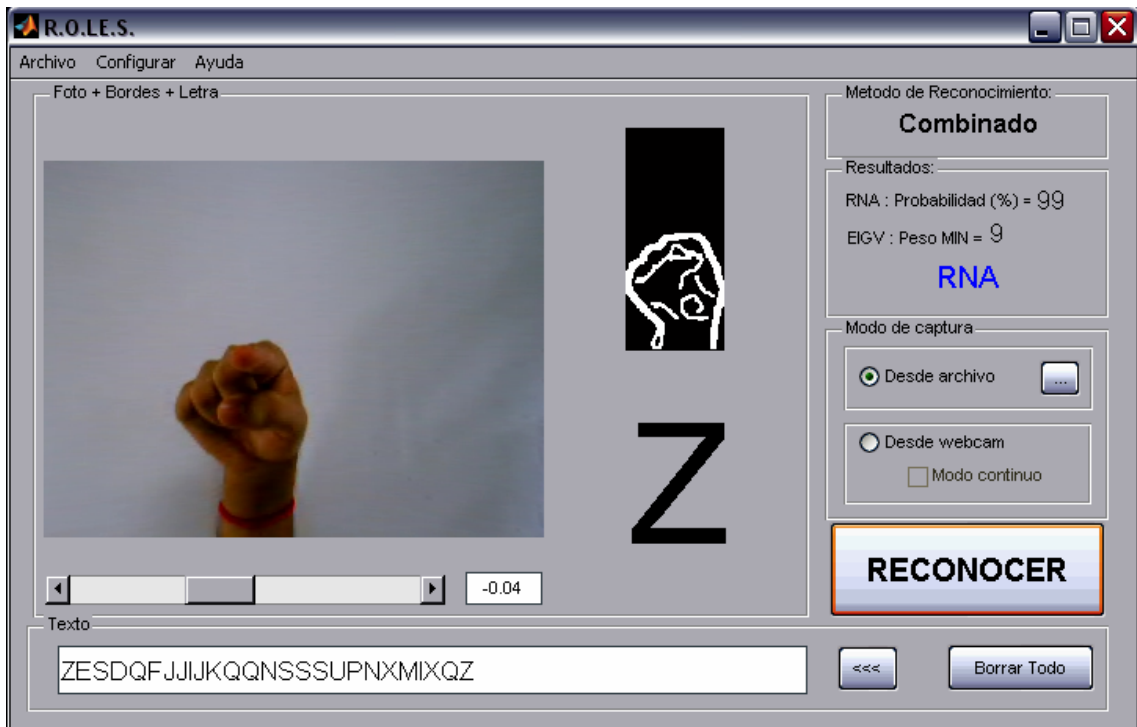 R.O.LE.S.
Archivo Configurar Ayuda
Foto + Bordes + Letra
Z
-0.04
Metodo de Reconocimiento:
Combinado
Resultados:
RNA : Probabilidad (%) = 99
EIGV : Peso MIN = 9
RNA
Modo de captura
Desde archivo ...
Desde webcam
Modo continuo
RECONOCER
Texto
ZESDQFJJIJKQQNSSSUPNXMIXQZ <<< Borrar Todo